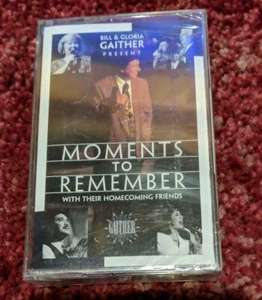 BILL & GLORIA
GAITHER
PRESENT
MOMENTS
TO
REMEMBER
WITH THEIR HOMECOMING FRIENDS
GAITHER